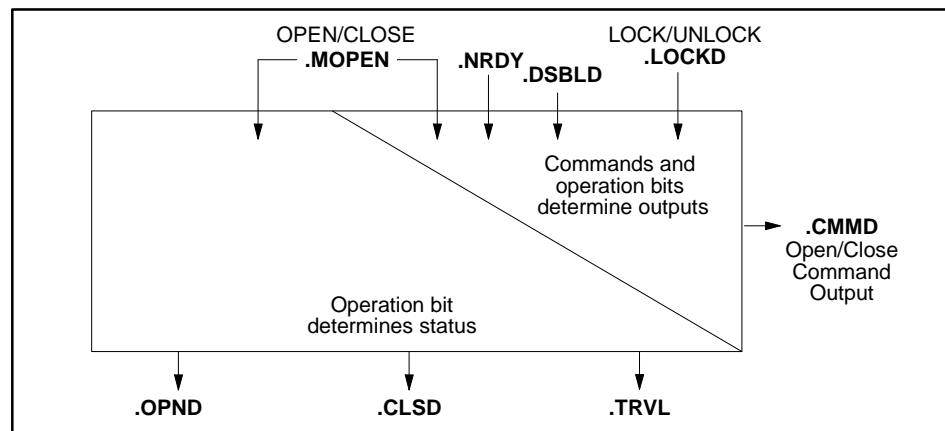 OPEN/CLOSE
.MOPEN
.NRDY
.DSBLD
LOCK/UNLOCK
.LOCKD
Commands and
operation bits
determine outputs
.CMMD
Open/Close
Command
Output
Operation bit
determines status
.OPND
.CLSD
.TRVL